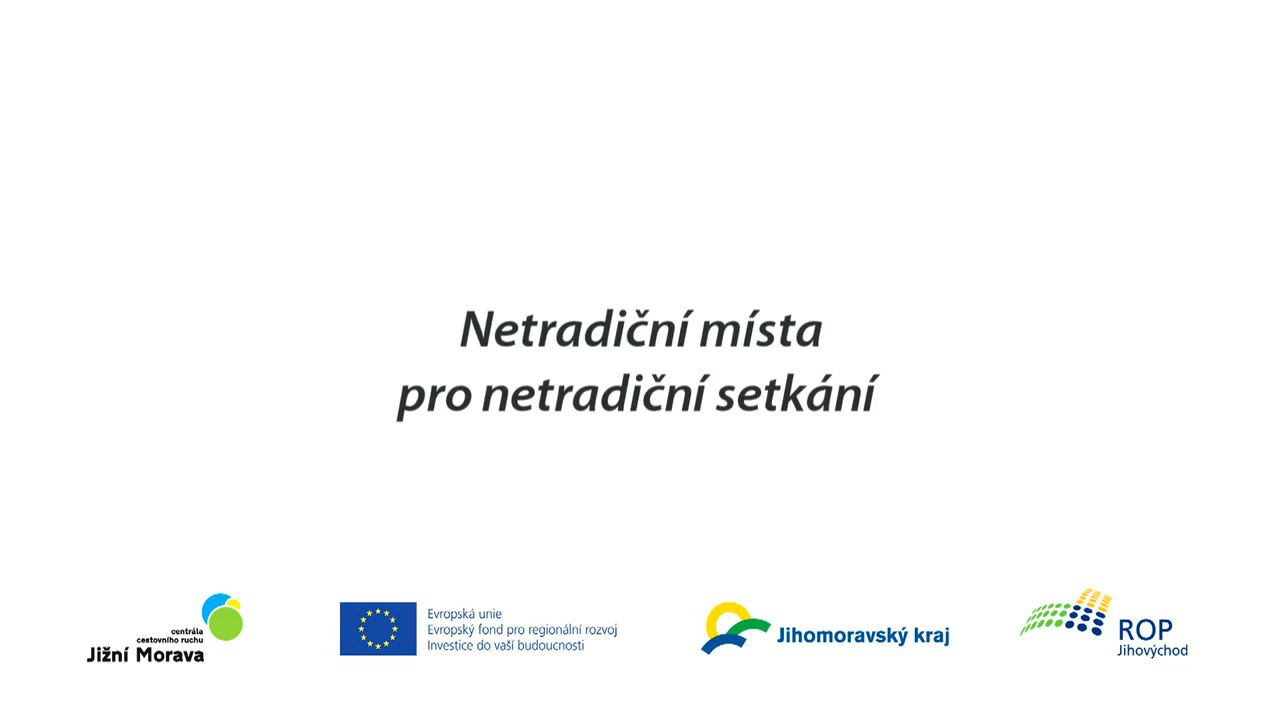 Netradiční místa
pro netradiční setkání
centrála
cestovního ruchu
Jižní Morava
Evropská unie
Evropský fond pro regionální rozvoj
Investice do vaší budoucnosti
Jihomoravský kraj
ROP
Jihovýchod